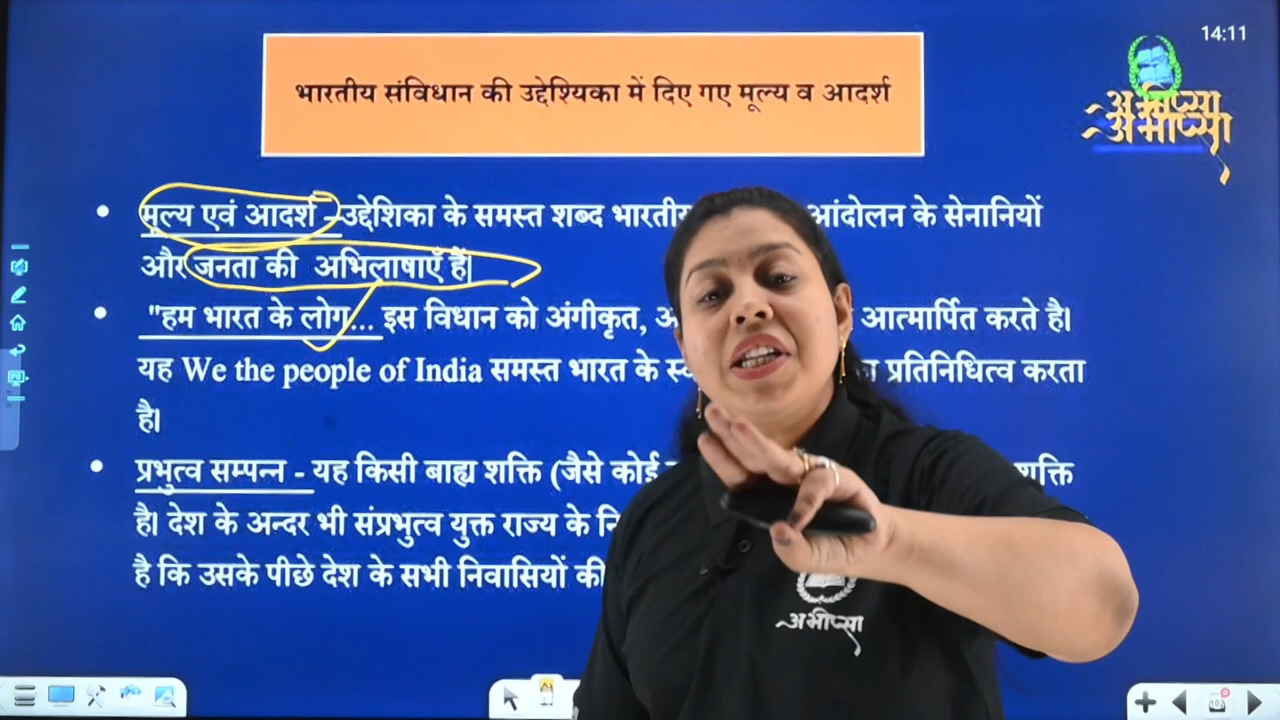 14:11
भारतीय संविधान की उद्देश्यिका में दिए गए मूल्य व आदर्श
अभीप्सा
अभीप्सा
मूल्य एवं आदर्श - उद्देशिका के समस्त शब्द भारतीय आंदोलन के सेनानियों
और जनता की अभिलाषाएँ हैं|
"हम भारत के लोग... इस विधान को अंगीकृत, आत्मार्पित करते है।
यह We the people of India समस्त भारत के प्रतिनिधित्व करता
है।
प्रभुत्व सम्पन्न - यह किसी बाह्य शक्ति (जैसे कोई शक्ति
है। देश के अन्दर भी संप्रभुत्व युक्त राज्य के
है कि उसके पीछे देश के सभी निवासियों की
अभीप्सा